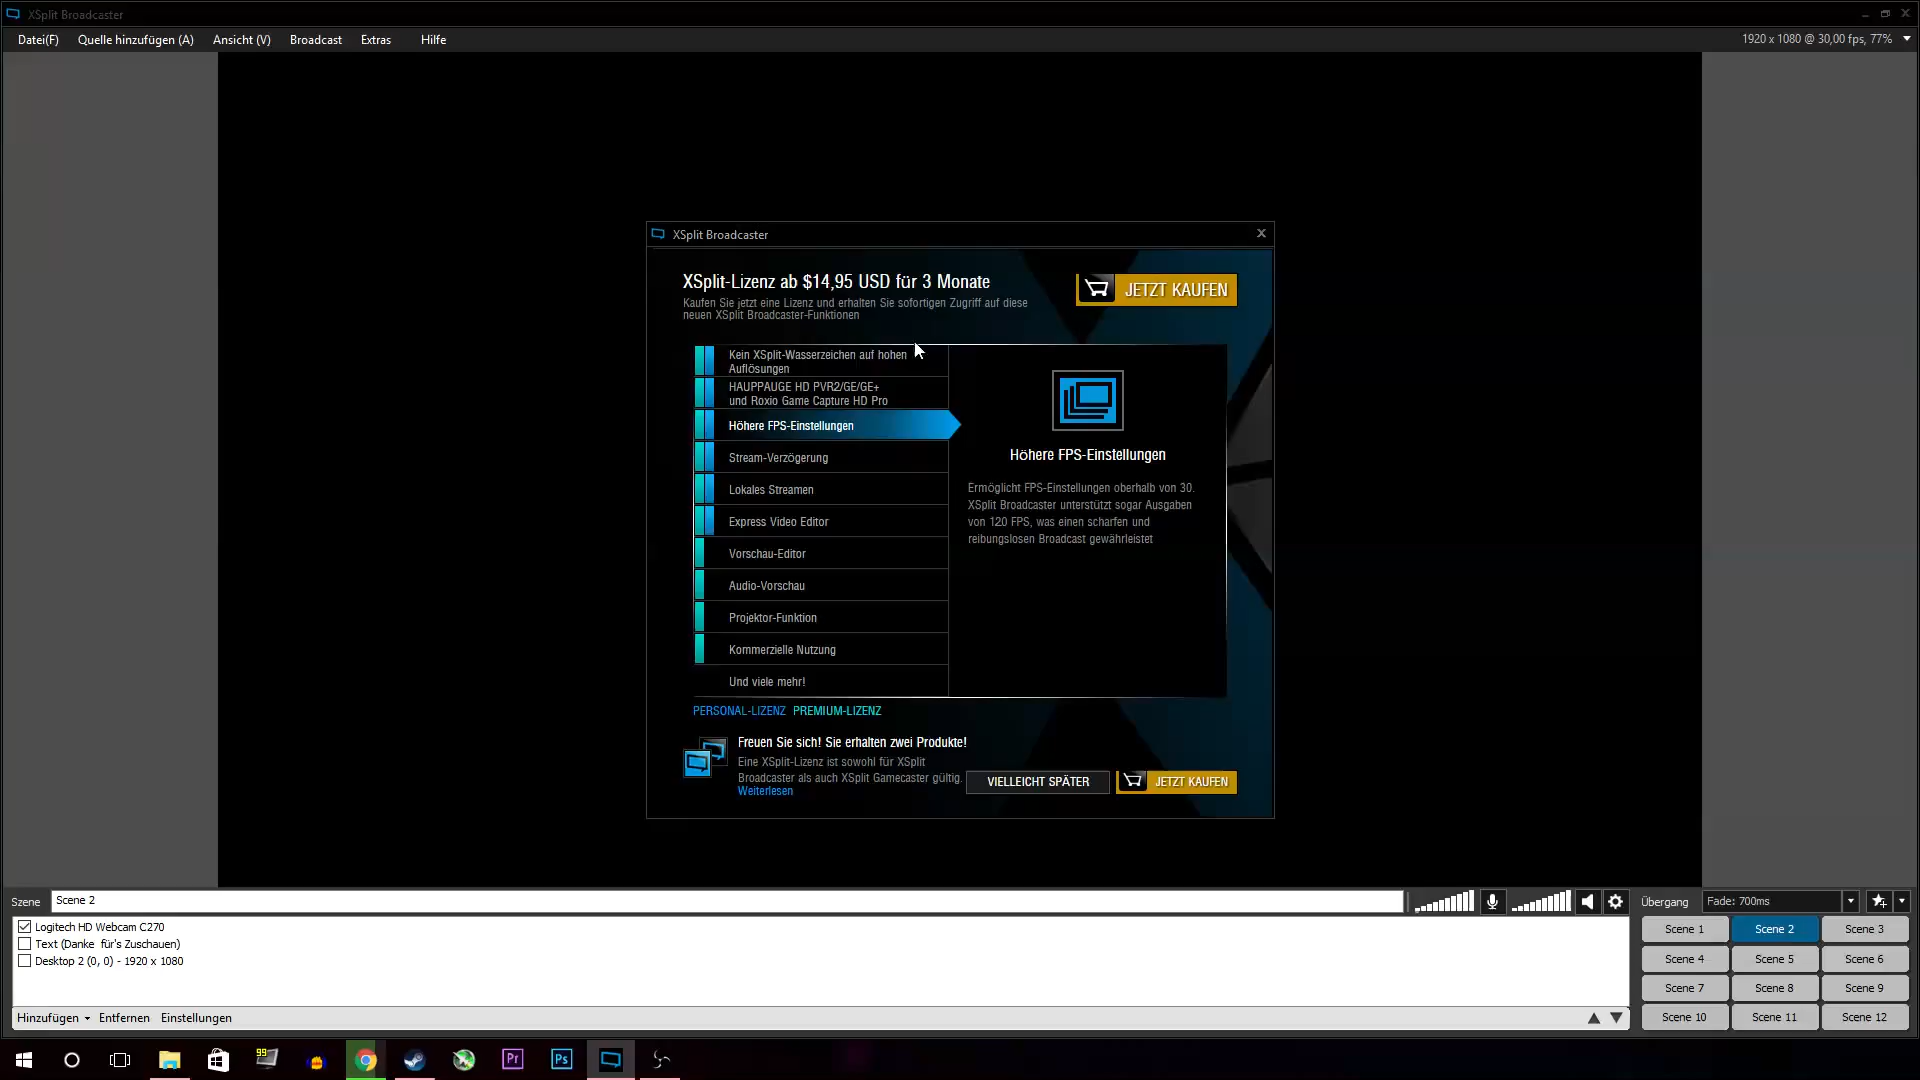 XSplit Broadcaster
Datei(F) Quelle hinzufügen (A) Ansicht (V) Broadcast Extras Hilfe
1920 x 1080 @ 30,00 fps, 77%
XSplit Broadcaster
XSplit-Lizenz ab $14,95 USD für 3 Monate
Kaufen Sie jetzt eine Lizenz und erhalten Sie sofortigen Zugriff auf diese
neuen XSplit Broadcaster-Funktionen
JETZT KAUFEN
Kein XSplit-Wasserzeichen auf hohen
Auflösungen
HAUPPAUGE HD PVR2/GE/GE+
und Roxio Game Capture HD Pro
Höhere FPS-Einstellungen
Stream-Verzögerung
Lokales Streamen
Express Video Editor
Vorschau-Editor
Audio-Vorschau
Projektor-Funktion
Kommerzielle Nutzung
Und viele mehr!
Höhere FPS-Einstellungen
Ermöglicht FPS-Einstellungen oberhalb von 30.
XSplit Broadcaster unterstützt sogar Ausgaben
von 120 FPS, was einen scharfen und
reibungslosen Broadcast gewährleistet
PERSONAL-LIZENZ PREMIUM-LIZENZ
Freuen Sie sich! Sie erhalten zwei Produkte!
Eine XSplit-Lizenz ist sowohl für XSplit
Broadcaster als auch XSplit Gamecaster gültig.
Weiterlesen
VIELLEICHT SPÄTER
JETZT KAUFEN
Szene
Scene 2
Übergang
Fade: 700ms
Logitech HD Webcam C270
Text (Danke für's Zuschauen)
Desktop 2 (0, 0) - 1920 x 1080
Hinzufügen Entfernen Einstellungen
Scene 1 Scene 2 Scene 3
Scene 4 Scene 5 Scene 6
Scene 7 Scene 8 Scene 9
Scene 10 Scene 11 Scene 12
99
Pr
Ps